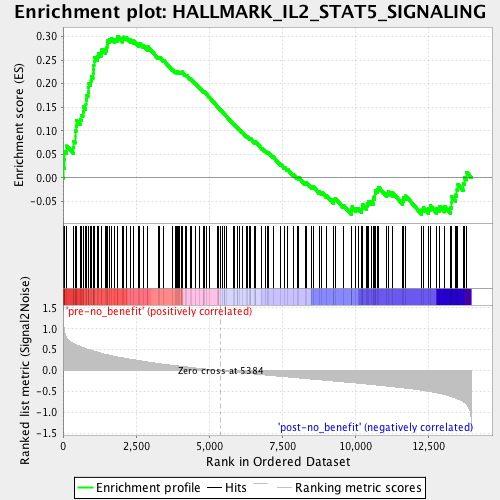 Enrichment plot: HALLMARK_IL2_STAT5_SIGNALING
Enrichment score (ES)
0.30
0.25
0.20
0.15
0.10
0.05
0.00
-0.05
Ranked list metric (Signal2Noise)
1.5
1.0
0.5
0.0
-0.5
-1.0
-1.5
'pre-no_benefit' (positively correlated)
Zero cross at 5384
'post-no_benefit' (negatively correlated)
0 2,500 5,000 7,500 10,000 12,500
Rank in Ordered Dataset
Enrichment profile Hits Ranking metric scores